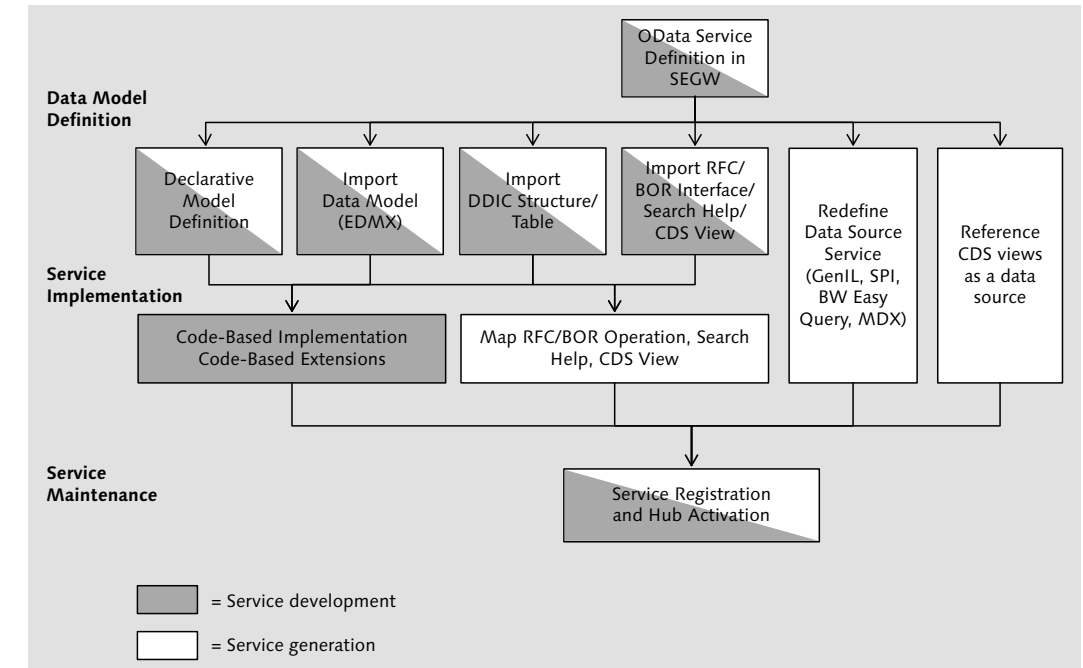 OData Service
Definition in
SEGW
Data Model
Definition
Declarative
Model
Definition
Import
Data Model
(EDMX)
Import
DDIC Structure/
Table
Import RFC/
BOR Interface/
Search Help/
CDS View
Redefine
Data Source
Service
(GenIL, SPI,
BW Easy
Query, MDX)
Reference
CDS views
as a data
source
Service
Implementation
Code-Based Implementation
Code-Based Extensions
Map RFC/BOR Operation, Search
Help, CDS View
Service
Maintenance
Service Registration
and Hub Activation
= Service development
= Service generation